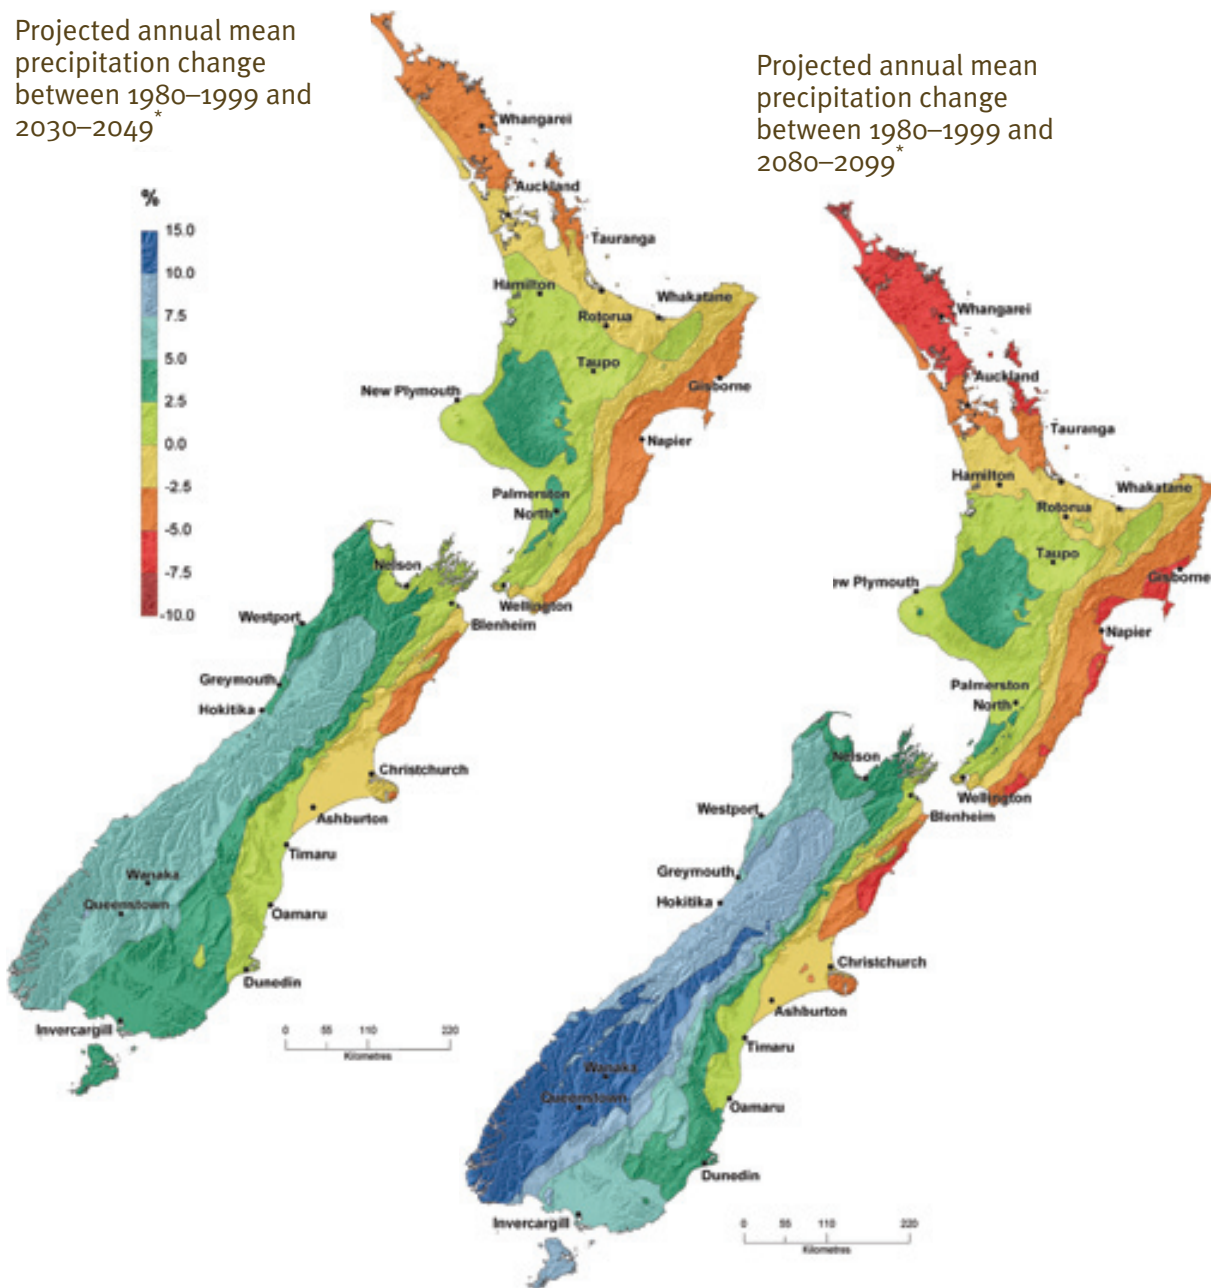 Projected annual mean
precipitation change
between 1980–1999 and
2030–2049*
%
15.0
10.0
7.5
5.0
2.5
0.0
-2.5
-5.0
-7.5
-10.0
Whangarei
Auckland
Tauranga
Hamilton
Whakatane
Rotorua
Taupo
New Plymouth
Gisborne
Napier
Palmerston
North
Nelson
Wellington
Westport
Blenheim
Greymouth
Hokitika
Christchurch
Ashburton
Timaru
Wanaka
Queenstown
Oamaru
Dunedin
Invercargill
0 55 110 220
Kilometres
Projected annual mean
precipitation change
between 1980–1999 and
2080–2099*
Whangarei
Auckland
Tauranga
Hamilton
Whakatane
Rotorua
Taupo
Gisborne
ew Plymouth
Napier
Palmerston
North
Nelson
Wellington
Westport
Blenheim
Greymouth
Hokitika
Christchurch
Ashburton
Timaru
Wanaka
Queenstown
Oamaru
Dunedin
Invercargill
0 55 110 220
Kilometres